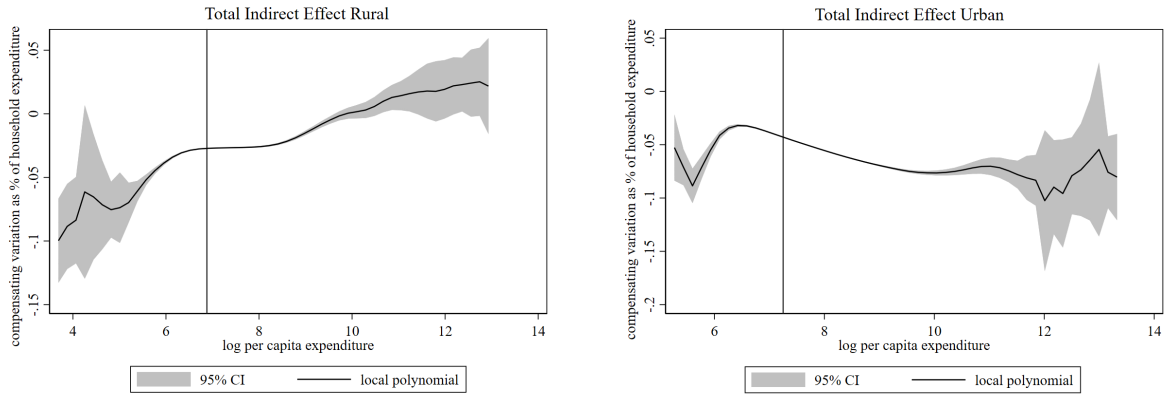 Total Indirect Effect Rural
compensating variation as % of household expenditure
.05
0
-.05
-.1
-.15
4 6 8 10 12 14
log per capita expenditure
95% CI local polynomial
Total Indirect Effect Urban
compensating variation as % of household expenditure
.05
0
-.05
-.1
-.15
-.2
6 8 10 12 14
log per capita expenditure
95% CI local polynomial